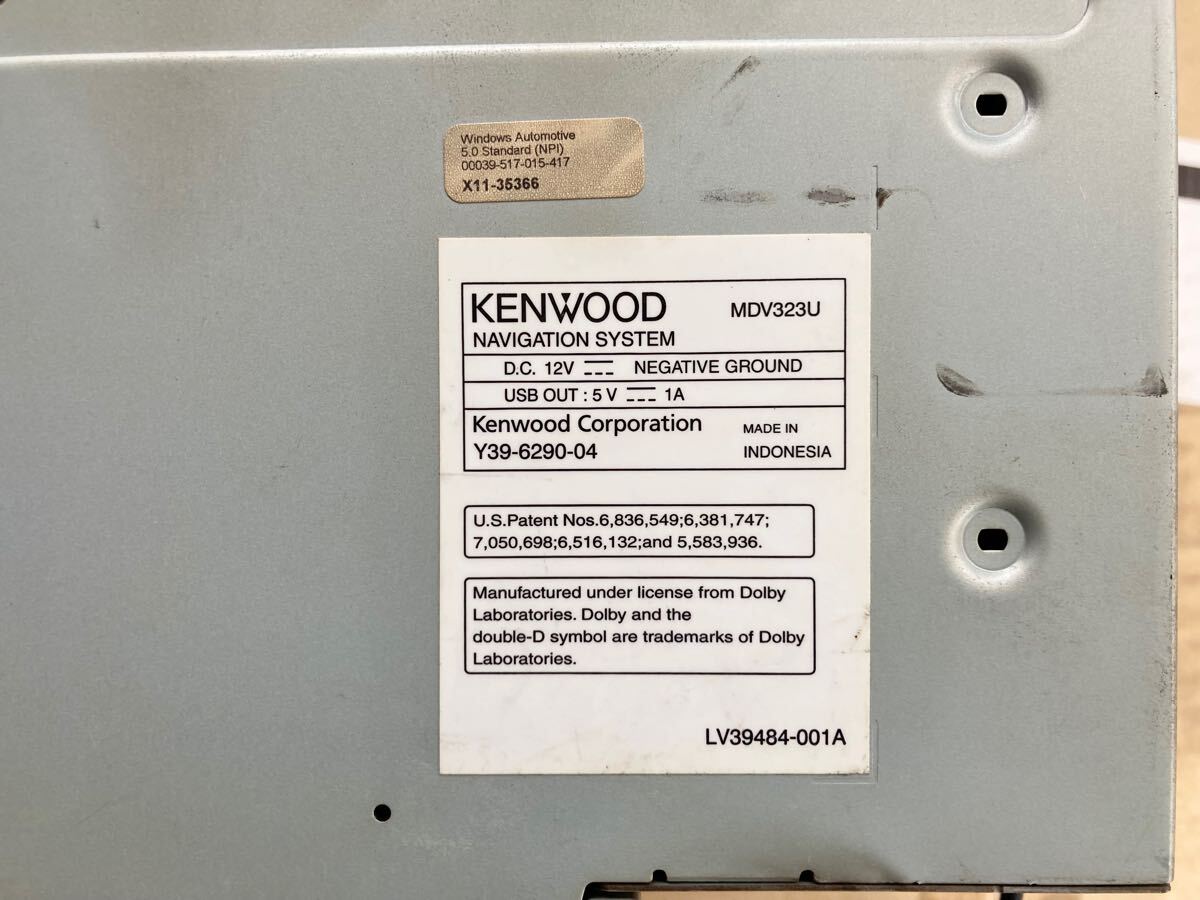 Windows Automotive
5.0 Standard (NPI)
00039-517-015-417
X11-35366
KENWOOD MDV323U
NAVIGATION SYSTEM
D.C. 12V NEGATIVE GROUND
USB OUT : 5 V 1A
Kenwood Corporation MADE IN
Y39-6290-04 INDONESIA
U.S.Patent Nos.6,836,549;6,381,747;
7,050,698;6,516,132;and 5,583,936.
Manufactured under license from Dolby
Laboratories. Dolby and the
double-D symbol are trademarks of Dolby
Laboratories.
LV39484-001A